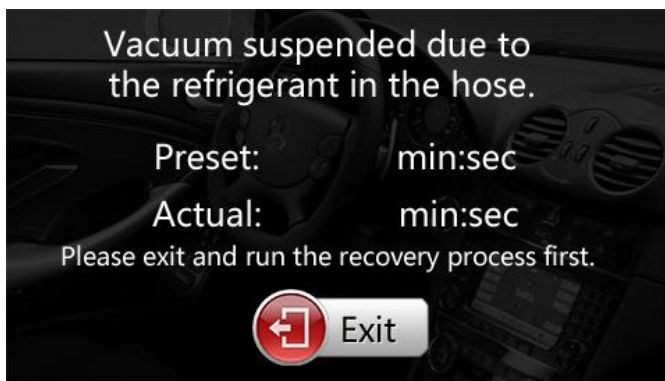 Vacuum suspended due to
the refrigerant in the hose.
Preset: min:sec
Actual: min:sec
Please exit and run the recovery process first.
Exit